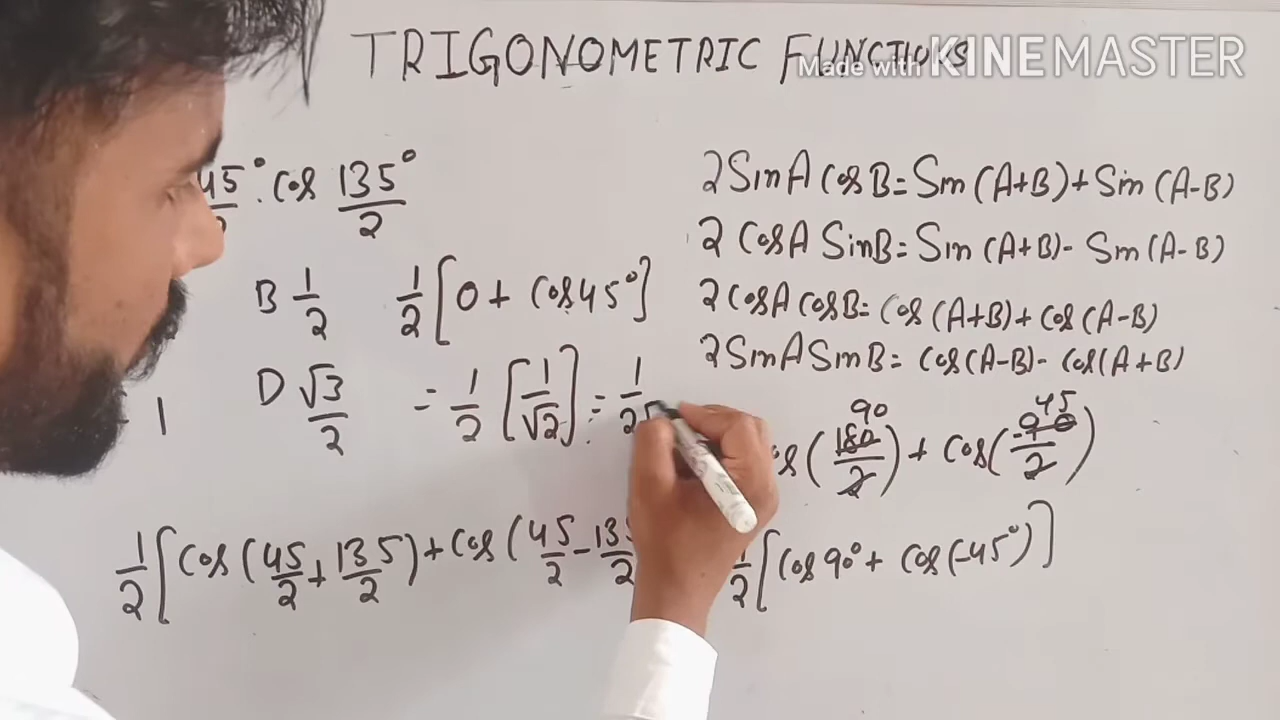 TRIGONOMETRIC FUNCTIONS
Made with KINEMASTER
45°/2 . Cos 135°/2
2 Sin A Cos B = Sin (A+B) + Sin (A-B)
2 Cos A Sin B = Sin (A+B) - Sin (A-B)
B 1/2
1/2 [0 + Cos 45°]
2 Cos A Cos B = Cos (A+B) + Cos (A-B)
2 Sin A Sin B = Cos (A-B) - Cos (A+B)
1
D √3/2
= 1/2 [1/√2] = 1/2
90 45
(180/2) + Cos (-90/2)
1/2 [Cos (45/2 + 135/2) + Cos (45/2 - 135/2
1/2 [Cos 90° + Cos (-45°)]